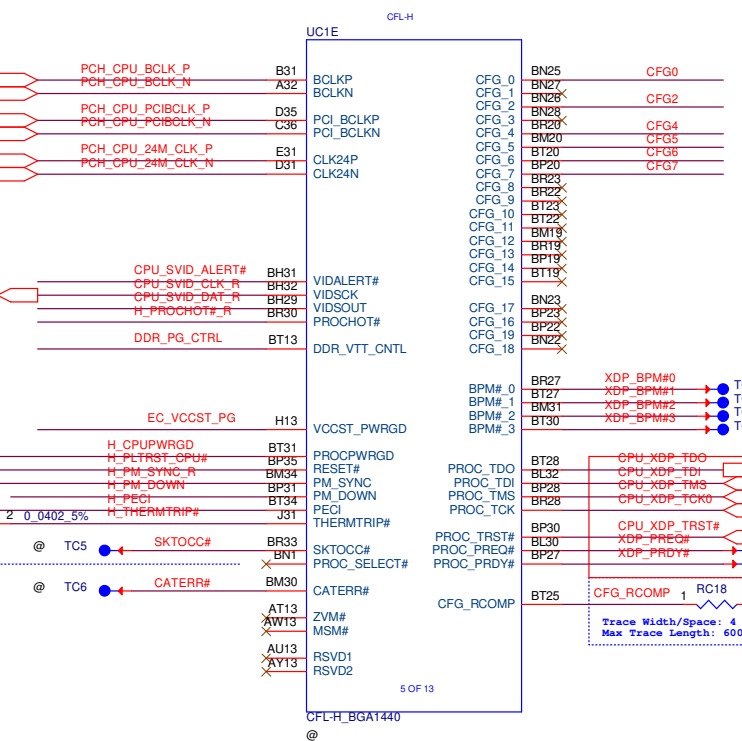 CFL-H
UC1E
PCH_CPU_BCLK_P B31 BCLKP
PCH_CPU_BCLK_N A32 BCLKN
PCH_CPU_PCIBCLK_P D35 PCI_BCLKP
PCH_CPU_PCIBCLK_N C36 PCI_BCLKN
PCH_CPU_24M_CLK_P E31 CLK24P
PCH_CPU_24M_CLK_N D31 CLK24N
CPU_SVID_ALERT# BH31 VIDALERT#
CPU_SVID_CLK_R BH32 VIDSCK
CPU_SVID_DAT_R BH29 VIDSOUT
H_PROCHOT#_R BR30 PROCHOT#
DDR_PG_CTRL BT13 DDR_VTT_CNTL
EC_VCCST_PG H13 VCCST_PWRGD
H_CPUPWRGD BT31 PROCPWRGD
H_PLTRST_CPU# BP35 RESET#
H_PM_SYNC_R BM34 PM_SYNC
H_PM_DOWN BP31 PM_DOWN
H_PECI BT34 PECI
2 0_0402_5% H_THERMTRIP# J31 THERMTRIP#
@ TC5 SKTOCC# BR33 SKTOCC#
BN1 PROC_SELECT#
@ TC6 CATERR# BM30 CATERR#
AT13 ZVM#
AW13 MSM#
AU13 RSVD1
AY13 RSVD2
CFG_0 BN25 CFG0
CFG_1 BN27
CFG_2 BN26 CFG2
CFG_3 BN28
CFG_4 BR20 CFG4
CFG_5 BM20 CFG5
CFG_6 BT20 CFG6
CFG_7 BP20 CFG7
CFG_8 BR23
CFG_9 BR22
CFG_10 BT23
CFG_11 BT22
CFG_12 BM19
CFG_13 BR19
CFG_14 BP19
CFG_15 BT19
CFG_17 BN23
CFG_16 BP23
CFG_19 BP22
CFG_18 BN22
BPM#_0 BR27 XDP_BPM#0
BPM#_1 BT27 XDP_BPM#1
BPM#_2 BM31 XDP_BPM#2
BPM#_3 BT30 XDP_BPM#3
PROC_TDO BT28 CPU_XDP_TDO
PROC_TDI BL32 CPU_XDP_TDI
PROC_TMS BP28 CPU_XDP_TMS
PROC_TCK BR28 CPU_XDP_TCK0
PROC_TRST# BP30 CPU_XDP_TRST#
PROC_PREQ# BL30 XDP_PREQ#
PROC_PRDY# BP27 XDP_PRDY#
CFG_RCOMP BT25 CFG_RCOMP 1 RC18
Trace Width/Space: 4
Max Trace Length: 600
5 OF 13
CFL-H_BGA1440
@